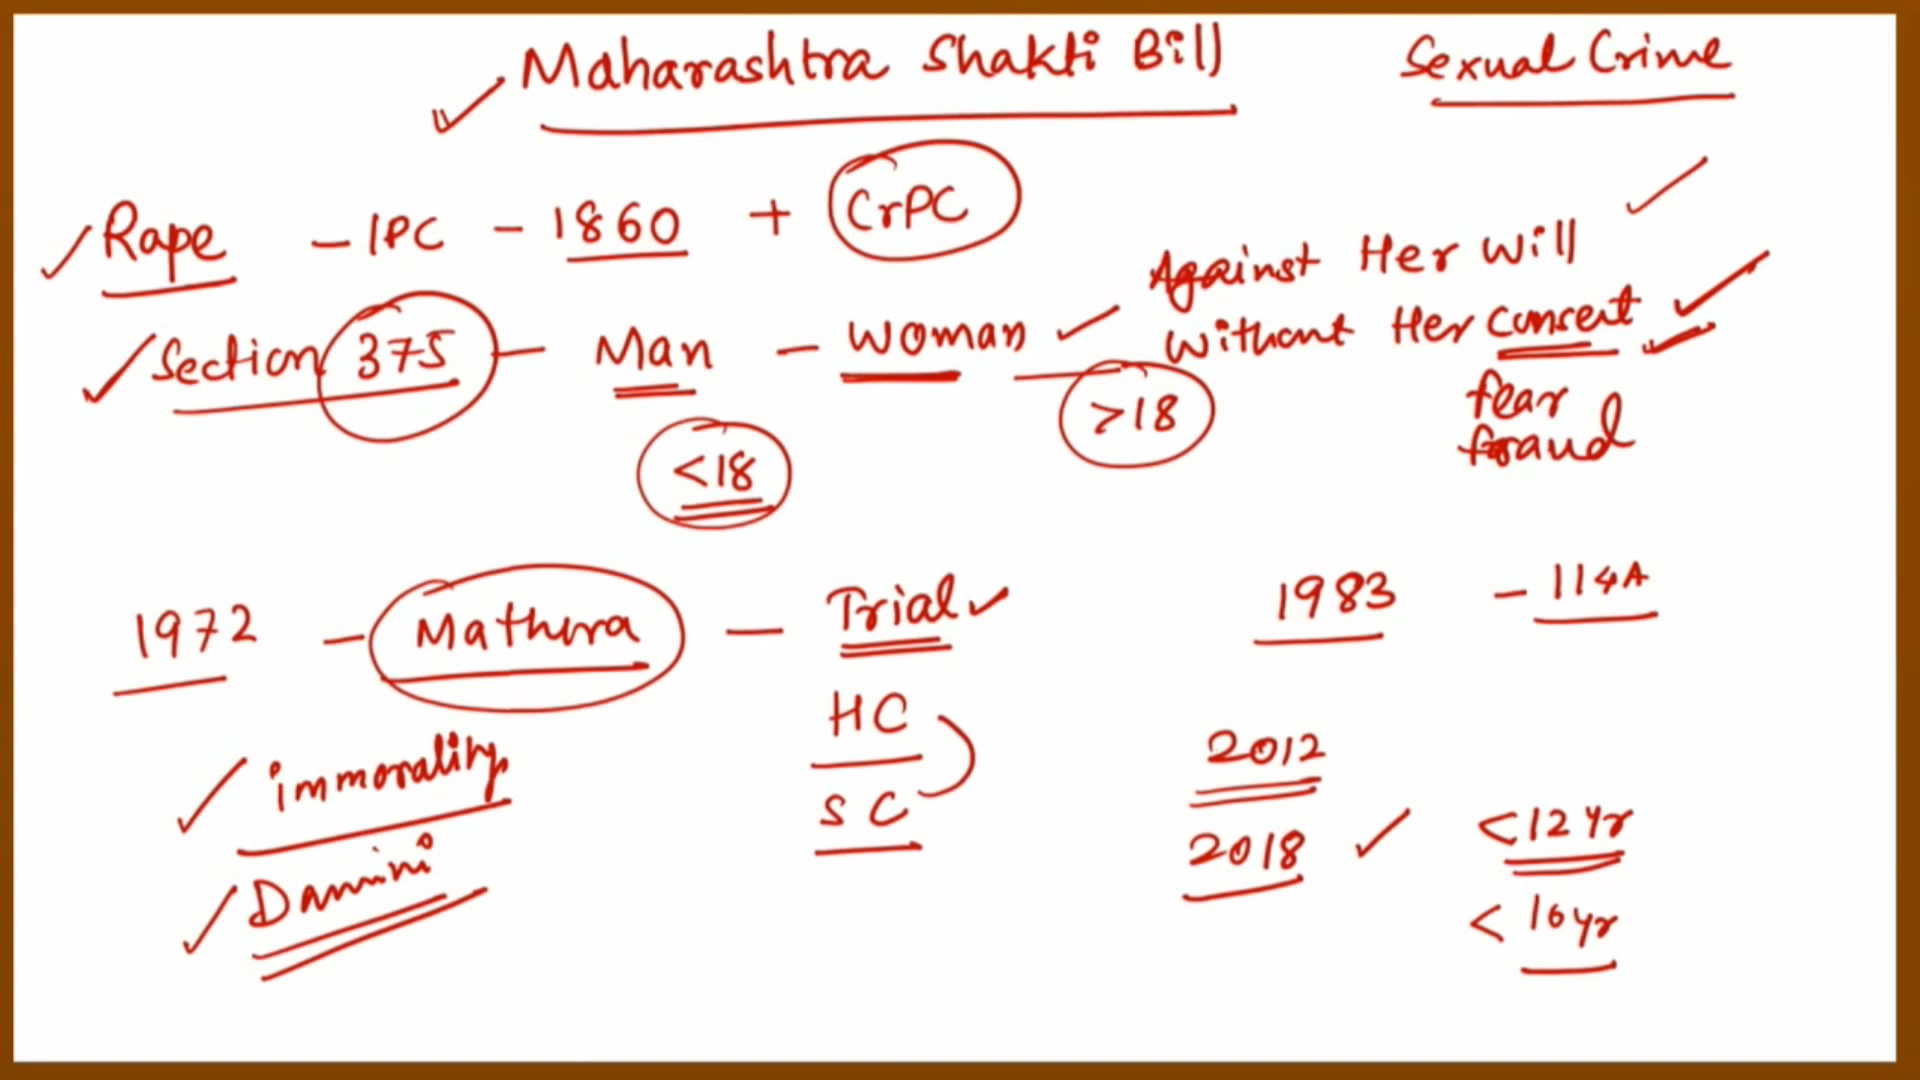 Maharashtra Shakti Bill
Sexual Crime
Rape - IPC - 1860 + CrPC
Against Her Will
Section 375 - Man - Woman
Without Her Consent
<18
>18
fear
fraud
1972 - Mathura - Trial
1983 - 114A
HC
immorality
2012
SC
Damini
2018
<12 Yr
<16 yr